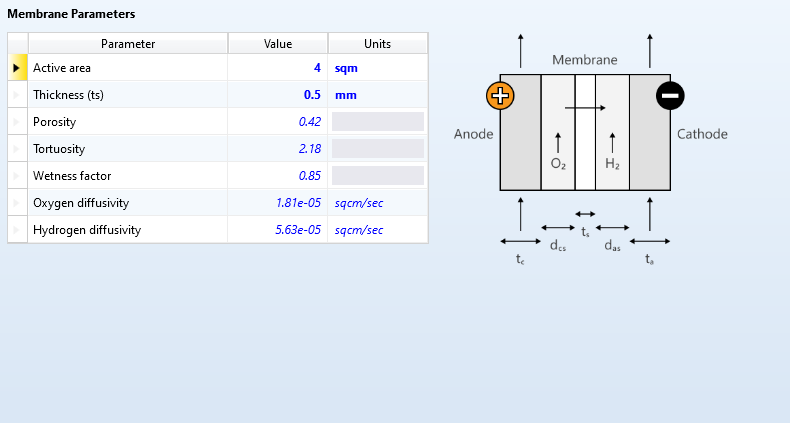 Membrane Parameters
Parameter Value Units
Active area 4 sqm
Thickness (ts) 0.5 mm
Porosity 0.42
Tortuosity 2.18
Wetness factor 0.85
Oxygen diffusivity 1.81e-05 sqcm/sec
Hydrogen diffusivity 5.63e-05 sqcm/sec
Membrane
+ −
Anode Cathode
O₂ H₂
ts
dcs das
tc ta